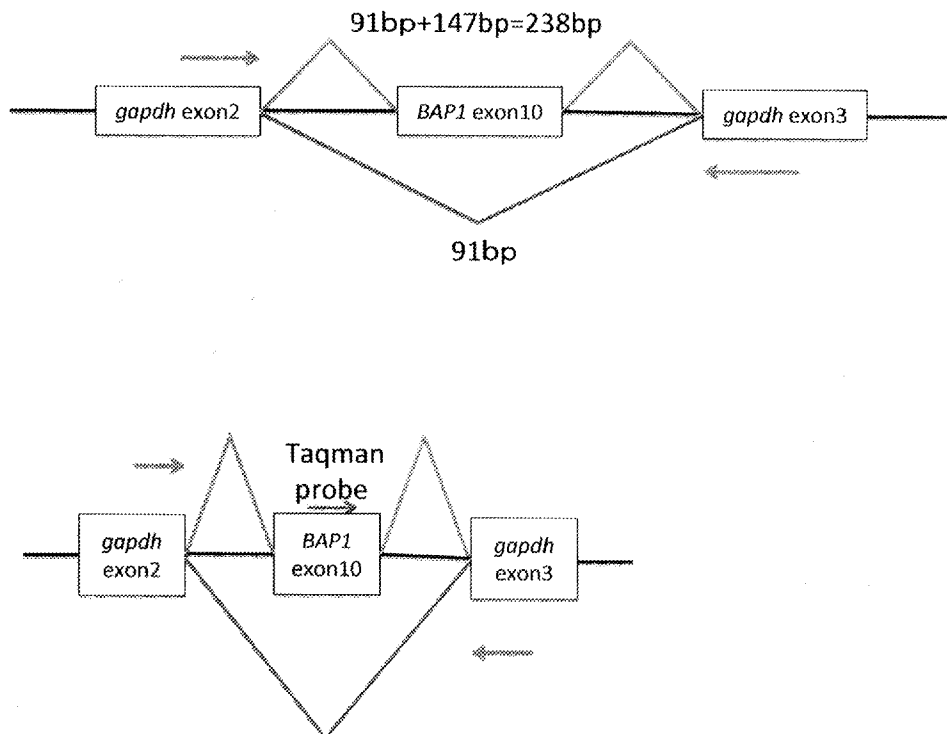 91bp+147bp=238bp
gapdh exon2
BAP1 exon10
gapdh exon3
91bp
Taqman
probe
gapdh
exon2
BAP1
exon10
gapdh
exon3